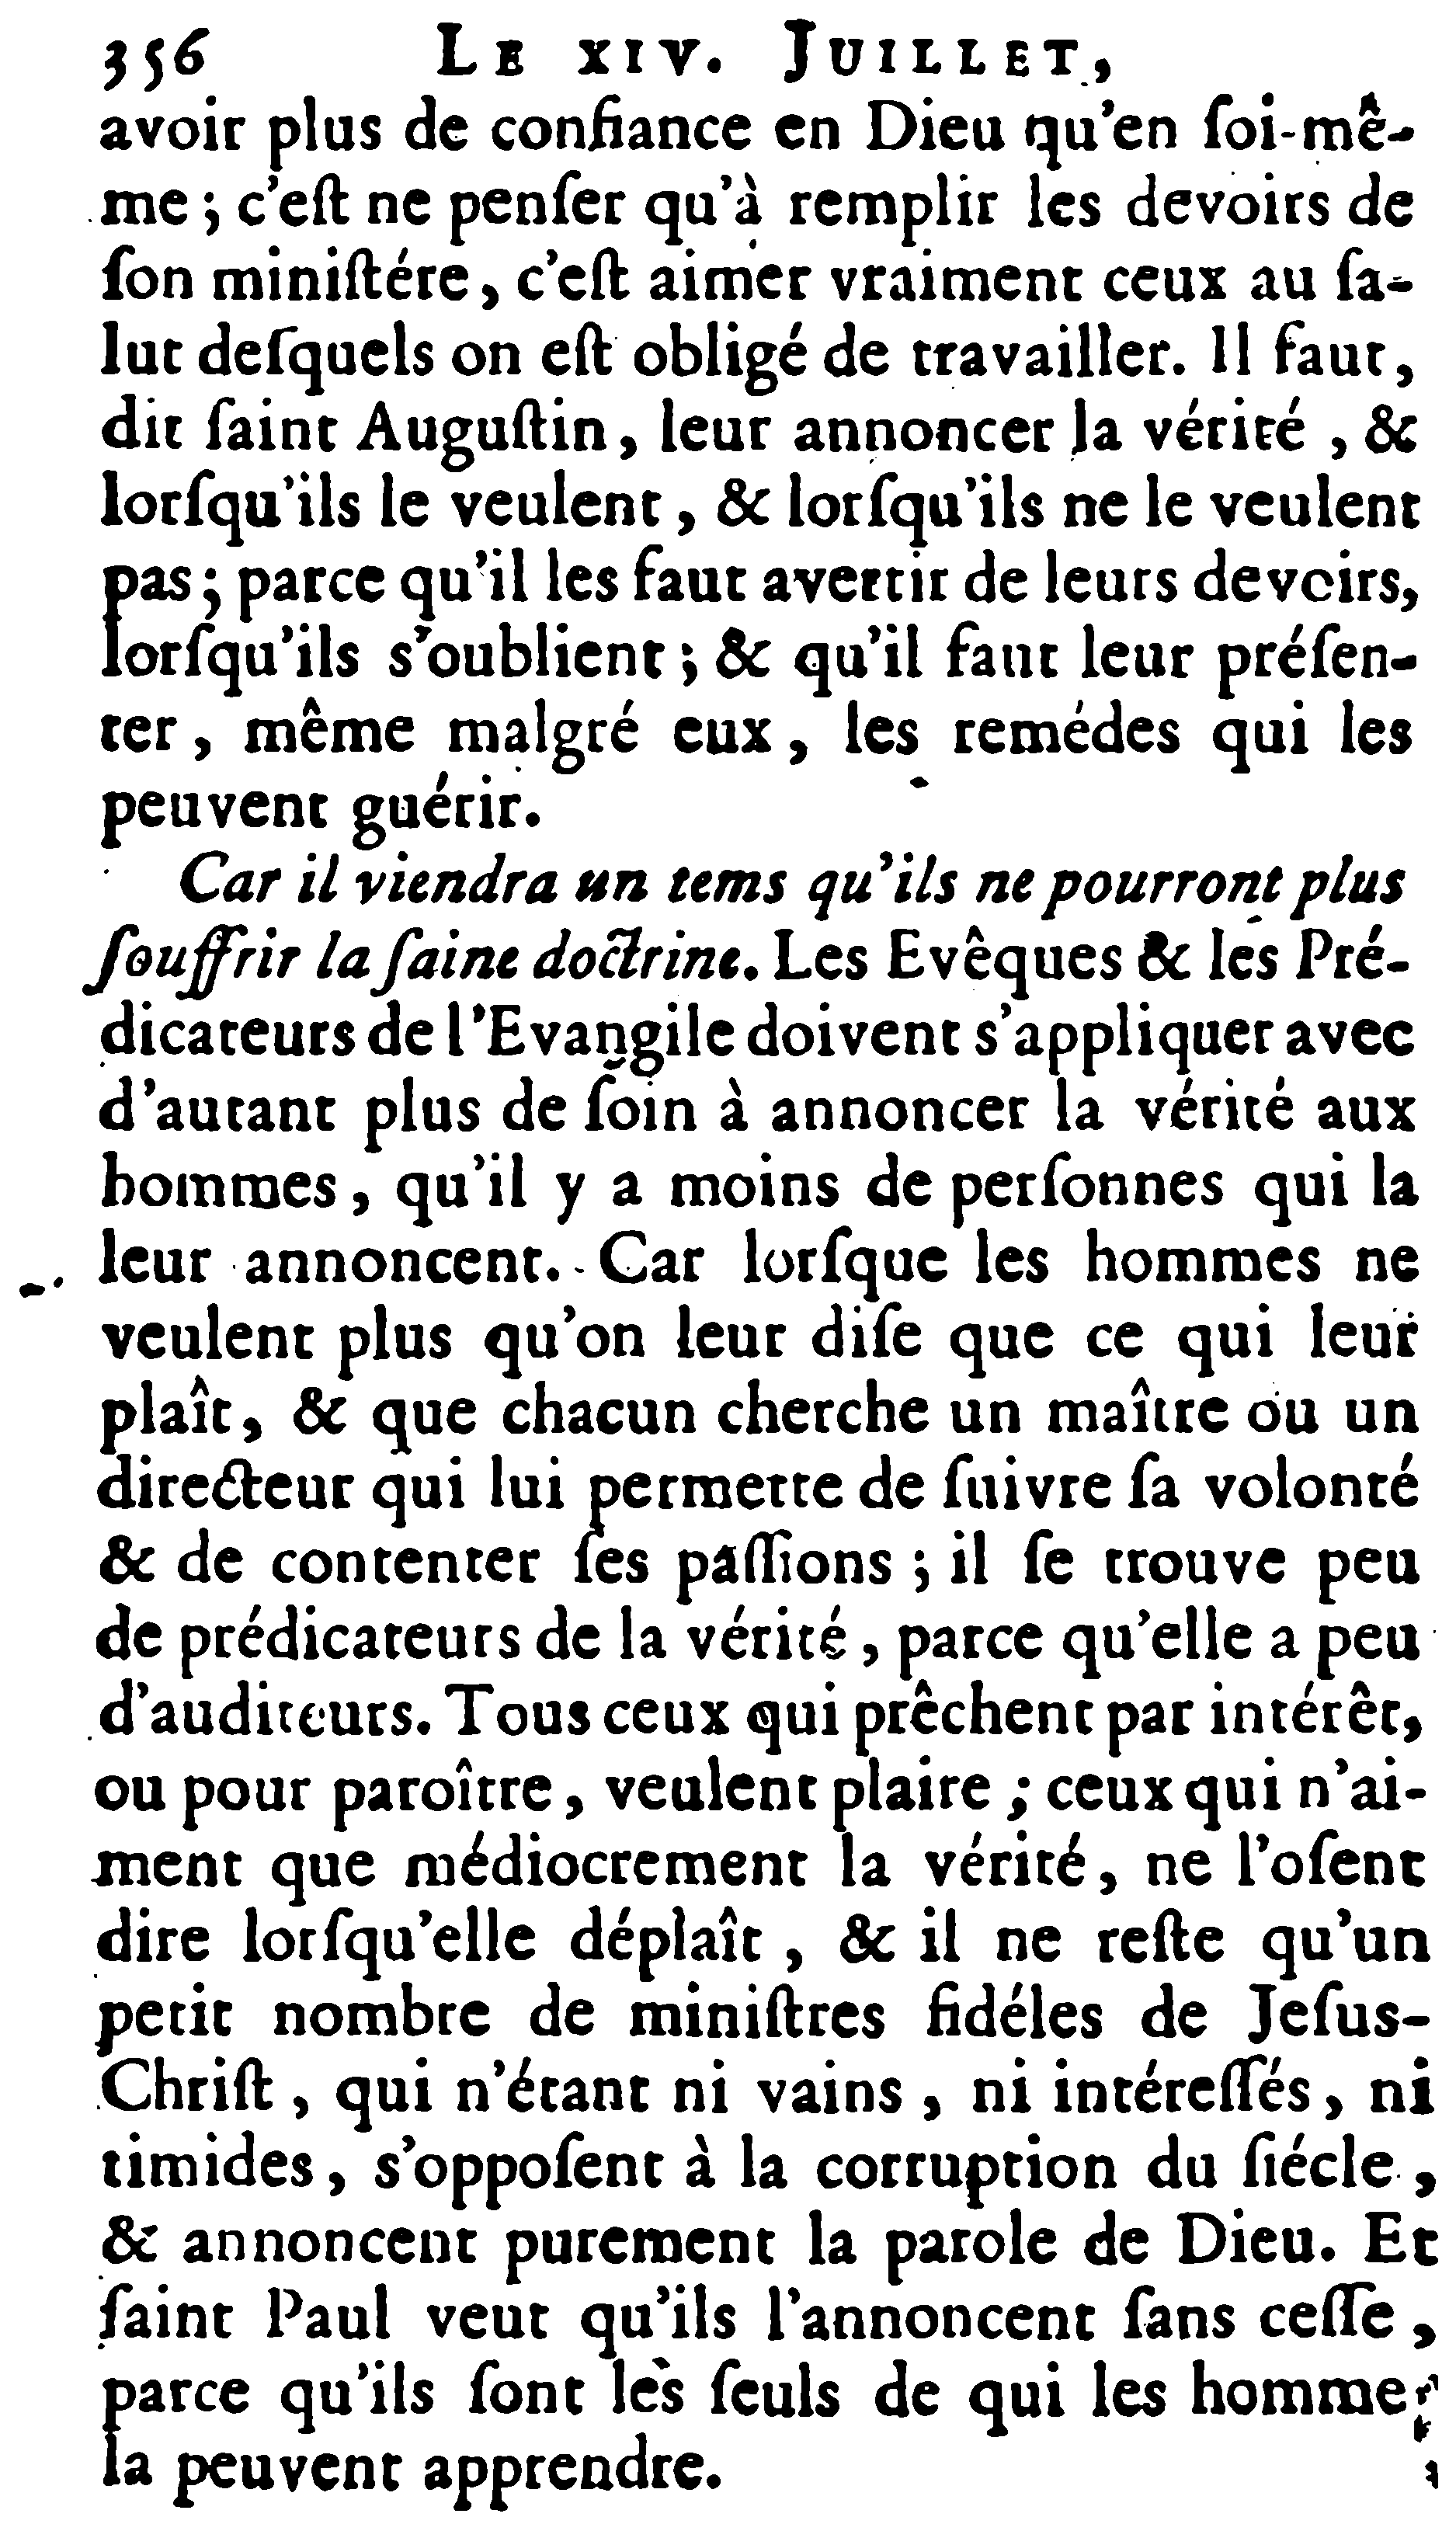 356 LE XIV. JUILLET,
avoir plus de confiance en Dieu qu'en ſoi-mê-
me ; c'eſt ne penſer qu'à remplir les devoirs de
ſon miniſtére, c'eſt aimer vraiment ceux au ſa-
lut deſquels on eſt obligé de travailler. Il faut,
dit ſaint Auguſtin, leur annoncer la vérité, &
lorſqu'ils le veulent, & lorſqu'ils ne le veulent
pas ; parce qu'il les faut avertir de leurs devoirs,
lorſqu'ils s'oublient ; & qu'il faut leur préſen-
ter, même malgré eux, les remédes qui les
peuvent guérir.
Car il viendra un tems qu'ils ne pourront plus
ſouffrir la ſaine doctrine. Les Evêques & les Pré-
dicateurs de l'Evangile doivent s'appliquer avec
d'autant plus de ſoin à annoncer la vérité aux
hommes, qu'il y a moins de perſonnes qui la
leur annoncent. Car lorſque les hommes ne
veulent plus qu'on leur diſe que ce qui leur
plaît, & que chacun cherche un maître ou un
directeur qui lui permette de ſuivre ſa volonté
& de contenter ſes paſſions ; il ſe trouve peu
de prédicateurs de la vérité, parce qu'elle a peu
d'auditeurs. Tous ceux qui prêchent par intérêt,
ou pour paroître, veulent plaire ; ceux qui n'ai-
ment que médiocrement la vérité, ne l'oſent
dire lorſqu'elle déplaît, & il ne reſte qu'un
petit nombre de miniſtres fidéles de Jeſus-
Chriſt, qui n'étant ni vains, ni intéreſſés, ni
timides, s'oppoſent à la corruption du ſiécle,
& annoncent purement la parole de Dieu. Et
ſaint Paul veut qu'ils l'annoncent ſans ceſſe,
parce qu'ils ſont les ſeuls de qui les hommes
la peuvent apprendre.